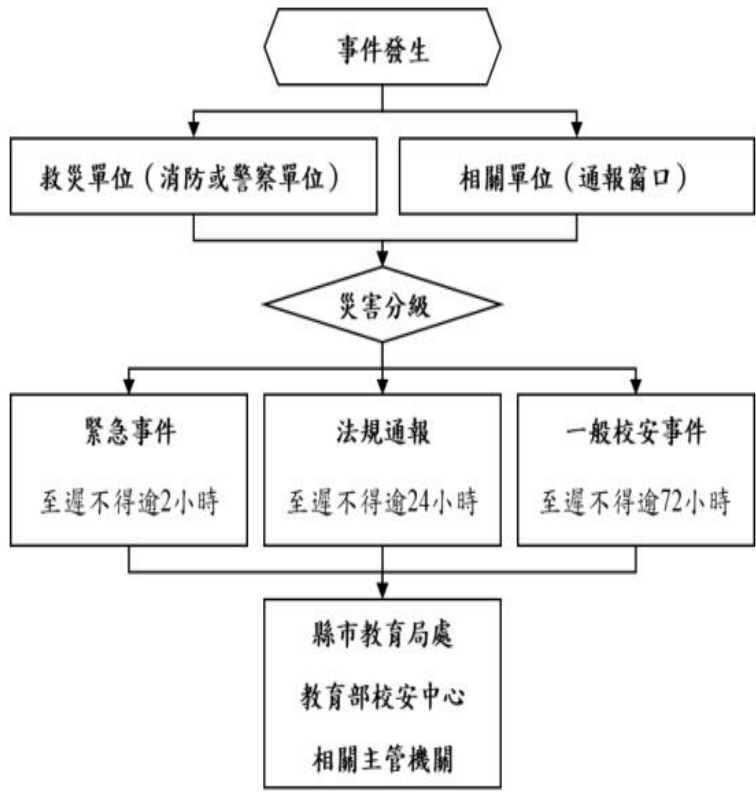 事件發生
救災單位（消防或警察單位）
相關單位（通報窗口）
災害分級
緊急事件
至遲不得逾2小時
法規通報
至遲不得逾24小時
一般校安事件
至遲不得逾72小時
縣市教育局處
教育部校安中心
相關主管機關